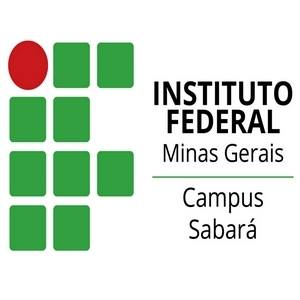 INSTITUTO
FEDERAL
Minas Gerais
Campus
Sabará